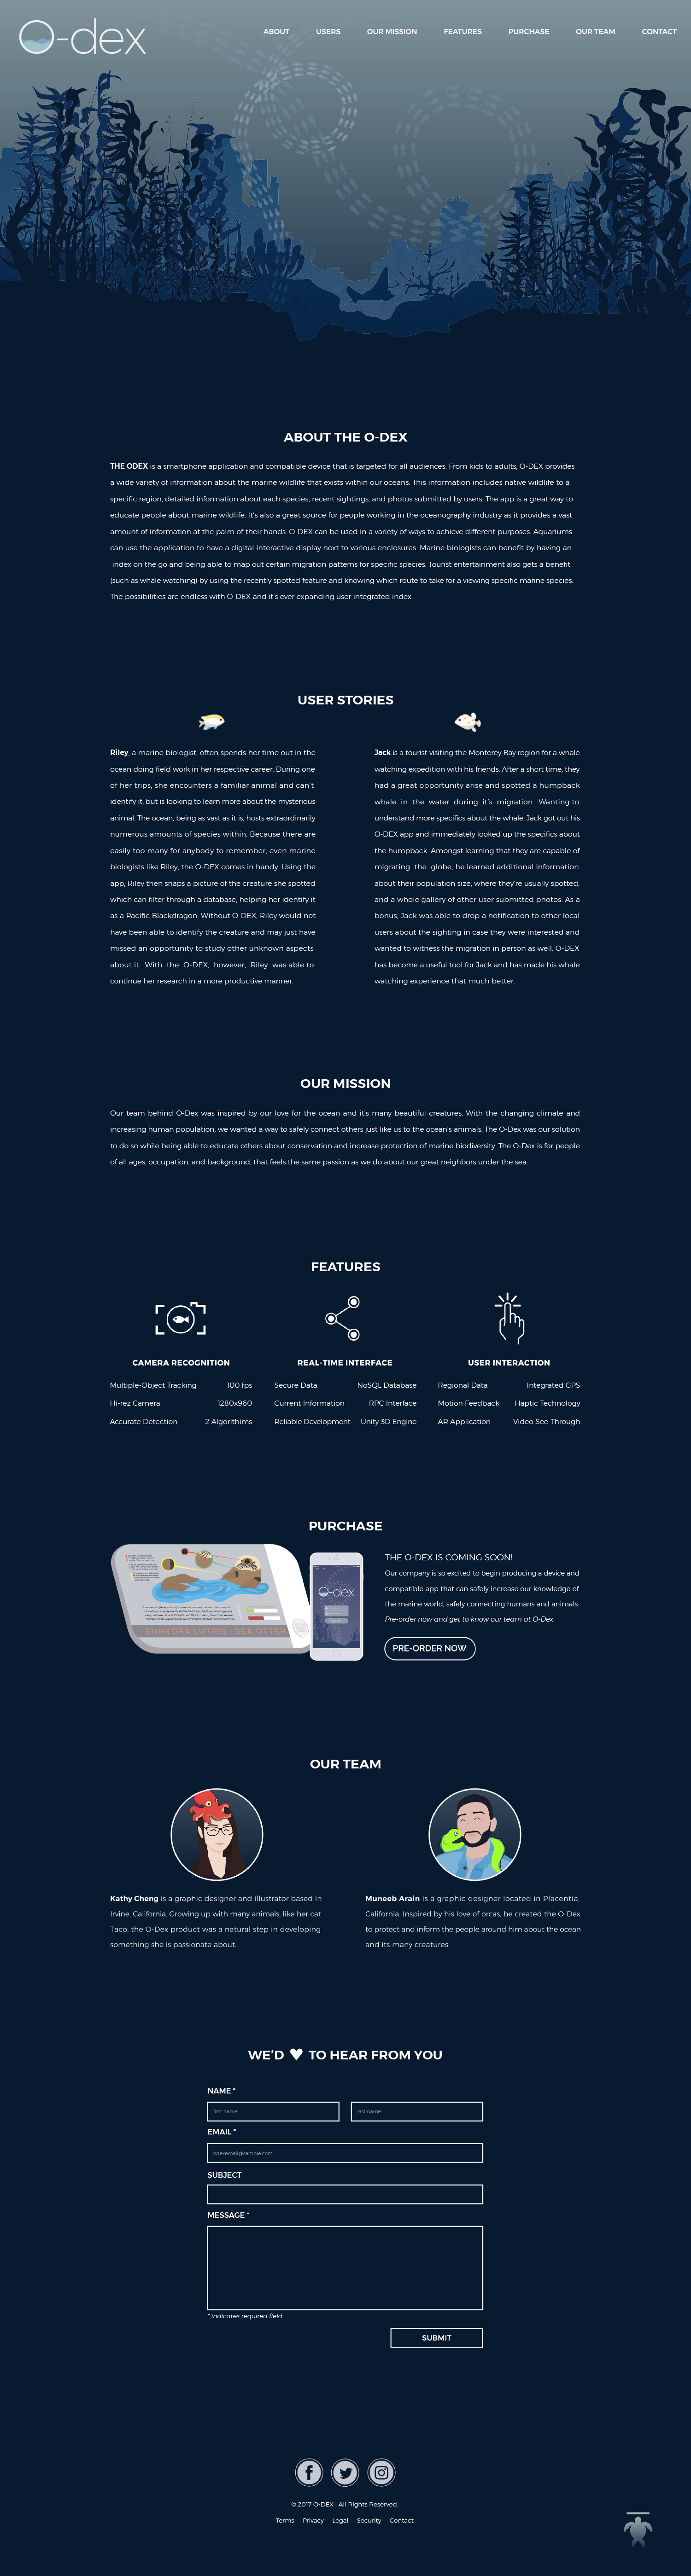 O-dex
ABOUT USERS OUR MISSION FEATURES PURCHASE OUR TEAM CONTACT
ABOUT THE O-DEX
THE ODEX is a smartphone application and compatible device that is targeted for all audiences. From kids to adults, O-DEX provides
a wide variety of information about the marine wildlife that exists within our oceans. This information includes native wildlife to a
specific region, detailed information about each species, recent sightings, and photos submitted by users. The app is a great way to
educate people about marine wildlife. It's also a great source for people working in the oceanography industry as it provides a vast
amount of information at the palm of their hands. O-DEX can be used in a variety of ways to achieve different purposes. Aquariums
can use the application to have a digital interactive display next to various enclosures. Marine biologists can benefit by having an
index on the go and being able to map out certain migration patterns for specific species. Tourist entertainment also gets a benefit
(such as whale watching) by using the recently spotted feature and knowing which route to take for a viewing specific marine species.
The possibilities are endless with O-DEX and it's ever expanding user integrated index.
USER STORIES
Riley, a marine biologist, often spends her time out in the
ocean doing field work in her respective career. During one
of her trips, she encounters a familiar animal and can't
identify it, but is looking to learn more about the mysterious
animal. The ocean, being as vast as it is, hosts extraordinarily
numerous amounts of species within. Because there are
easily too many for anybody to remember, even marine
biologists like Riley, the O-DEX comes in handy. Using the
app, Riley then snaps a picture of the creature she spotted
which can filter through a database, helping her identify it
as a Pacific Blackdragon. Without O-DEX, Riley would not
have been able to identify the creature and may just have
missed an opportunity to study other unknown aspects
about it. With the O-DEX, however, Riley was able to
continue her research in a more productive manner.
Jack is a tourist visiting the Monterey Bay region for a whale
watching expedition with his friends. After a short time, they
had a great opportunity arise and spotted a humpback
whale in the water during it's migration. Wanting to
understand more specifics about the whale, Jack got out his
O-DEX app and immediately looked up the specifics about
the humpback. Amongst learning that they are capable of
migrating the globe, he learned additional information
about their population size, where they're usually spotted,
and a whole gallery of other user submitted photos. As a
bonus, Jack was able to drop a notification to other local
users about the sighting in case they were interested and
wanted to witness the migration in person as well. O-DEX
has become a useful tool for Jack and has made his whale
watching experience that much better.
OUR MISSION
Our team behind O-Dex was inspired by our love for the ocean and it's many beautiful creatures. With the changing climate and
increasing human population, we wanted a way to safely connect others just like us to the ocean's animals. The O-Dex was our solution
to do so while being able to educate others about conservation and increase protection of marine biodiversity. The O-Dex is for people
of all ages, occupation, and background, that feels the same passion as we do about our great neighbors under the sea.
FEATURES
CAMERA RECOGNITION
Multiple-Object Tracking 100 fps
Hi-rez Camera 1280x960
Accurate Detection 2 Algorithims
REAL-TIME INTERFACE
Secure Data NoSQL Database
Current Information RPC Interface
Reliable Development Unity 3D Engine
USER INTERACTION
Regional Data Integrated GPS
Motion Feedback Haptic Technology
AR Application Video See-Through
PURCHASE
ENHYDRA LUTRIS · SEA OTTER
O-dex
THE O-DEX IS COMING SOON!
Our company is so excited to begin producing a device and
compatible app that can safely increase our knowledge of
the marine world, safely connecting humans and animals.
Pre-order now and get to know our team at O-Dex.
PRE-ORDER NOW
OUR TEAM
Kathy Cheng is a graphic designer and illustrator based in
Irvine, California. Growing up with many animals, like her cat
Taco, the O-Dex product was a natural step in developing
something she is passionate about.
Muneeb Arain is a graphic designer located in Placentia,
California. Inspired by his love of orcas, he created the O-Dex
to protect and inform the people around him about the ocean
and its many creatures.
WE'D ♥ TO HEAR FROM YOU
NAME *
first name last name
EMAIL *
odexemail@sample.com
SUBJECT
MESSAGE *
* indicates required field
SUBMIT
© 2017 O-DEX | All Rights Reserved.
Terms Privacy Legal Security Contact